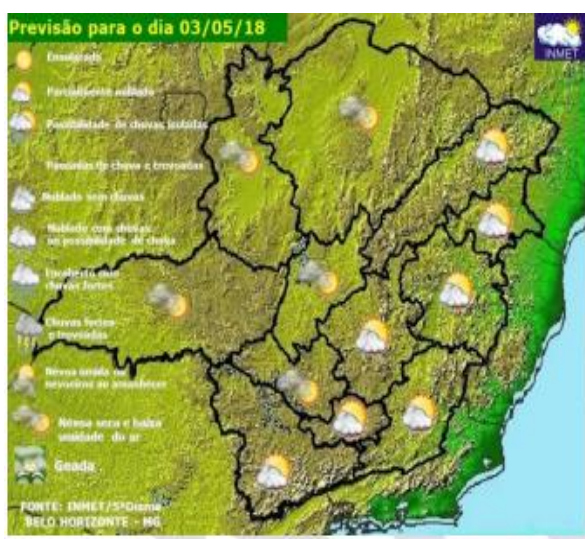 Previsão para o dia 03/05/18
INMET
Ensolarado
Parcialmente nublado
Possibilidade de chuvas isoladas
Pancadas de chuva e trovoadas
Nublado sem chuvas
Nublado com chuvas
ou possibilidade de chuva
Encoberto com
chuvas fortes
Chuvas fortes
e trovoadas
Névoa úmida ou
nevoeiro ao amanhecer
Névoa seca e baixa
umidade do ar
Geada
FONTE: INMET/5ºDisme
BELO HORIZONTE - MG